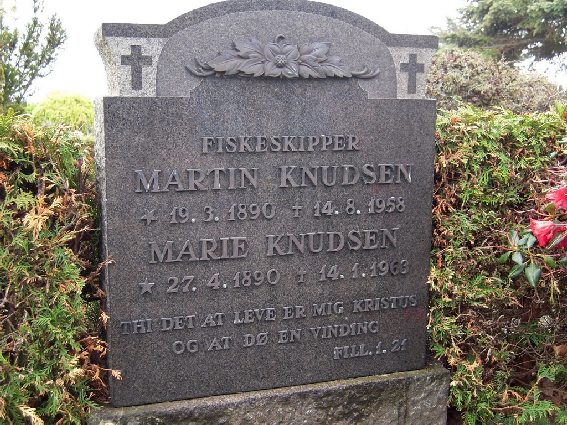 FISKESKIPPER
MARTIN KNUDSEN
* 19. 3. 1890 † 14. 8. 1958
MARIE KNUDSEN
* 27. 4. 1890 † 14. 1. 1963
THI DET AT LEVE ER MIG KRISTUS
OG AT DØ EN VINDING
FILL. 1. 21